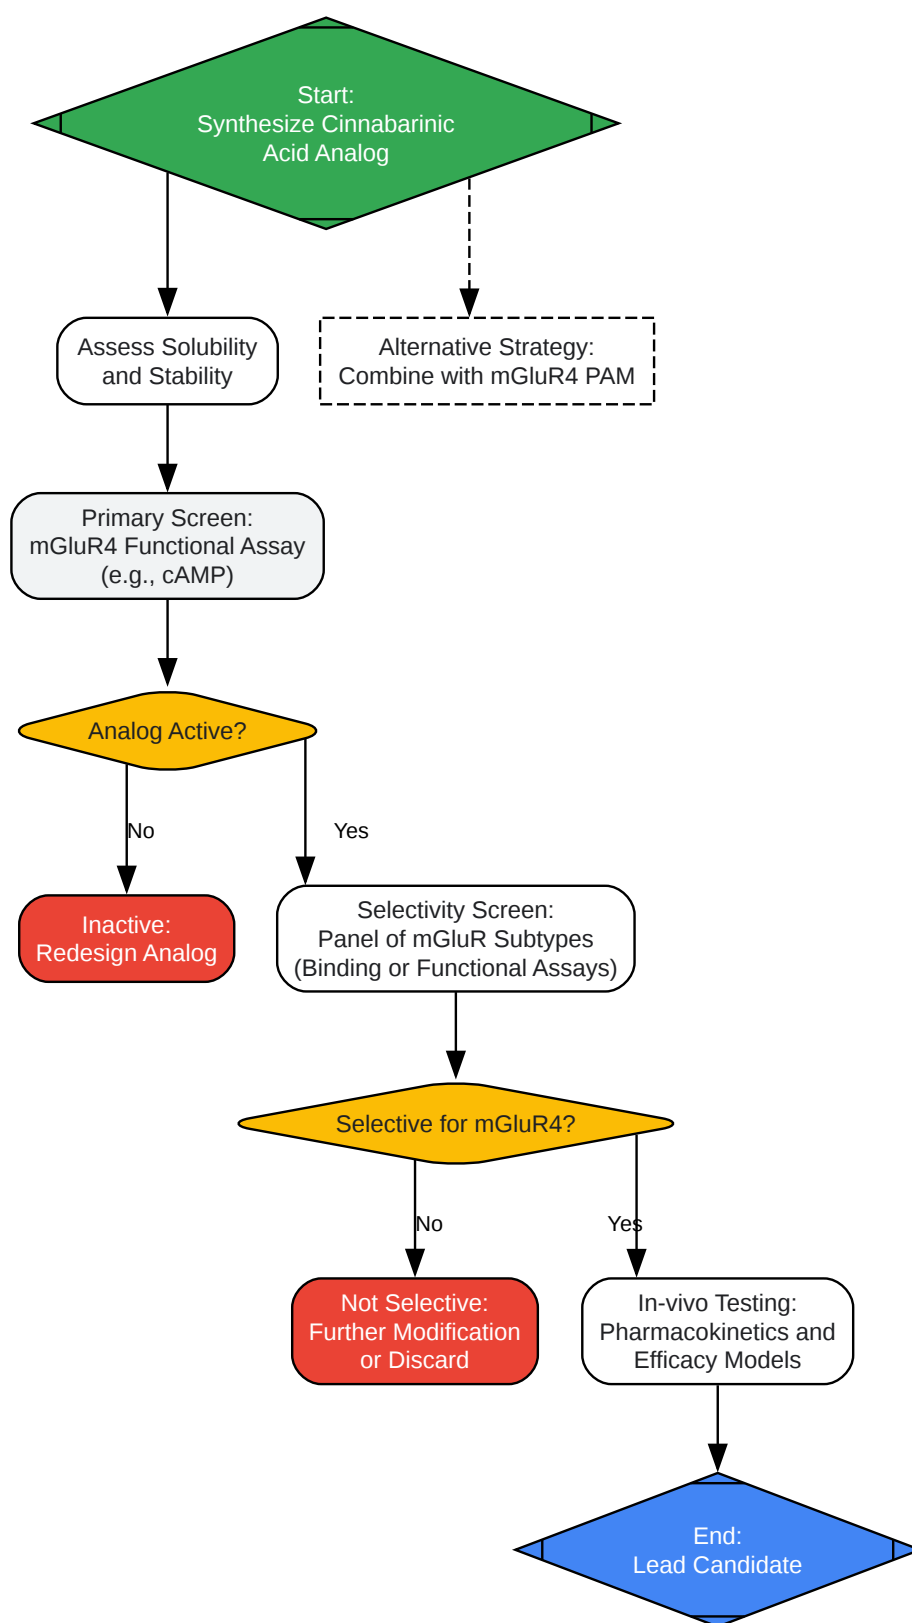 Start:
Synthesize Cinnabarinic
Acid Analog
Assess Solubility
and Stability
Alternative Strategy:
Combine with mGluR4 PAM
Primary Screen:
mGluR4 Functional Assay
(e.g., cAMP)
Analog Active?
No
Yes
Inactive:
Redesign Analog
Selectivity Screen:
Panel of mGluR Subtypes
(Binding or Functional Assays)
Selective for mGluR4?
No
Yes
Not Selective:
Further Modification
or Discard
In-vivo Testing:
Pharmacokinetics and
Efficacy Models
End:
Lead Candidate